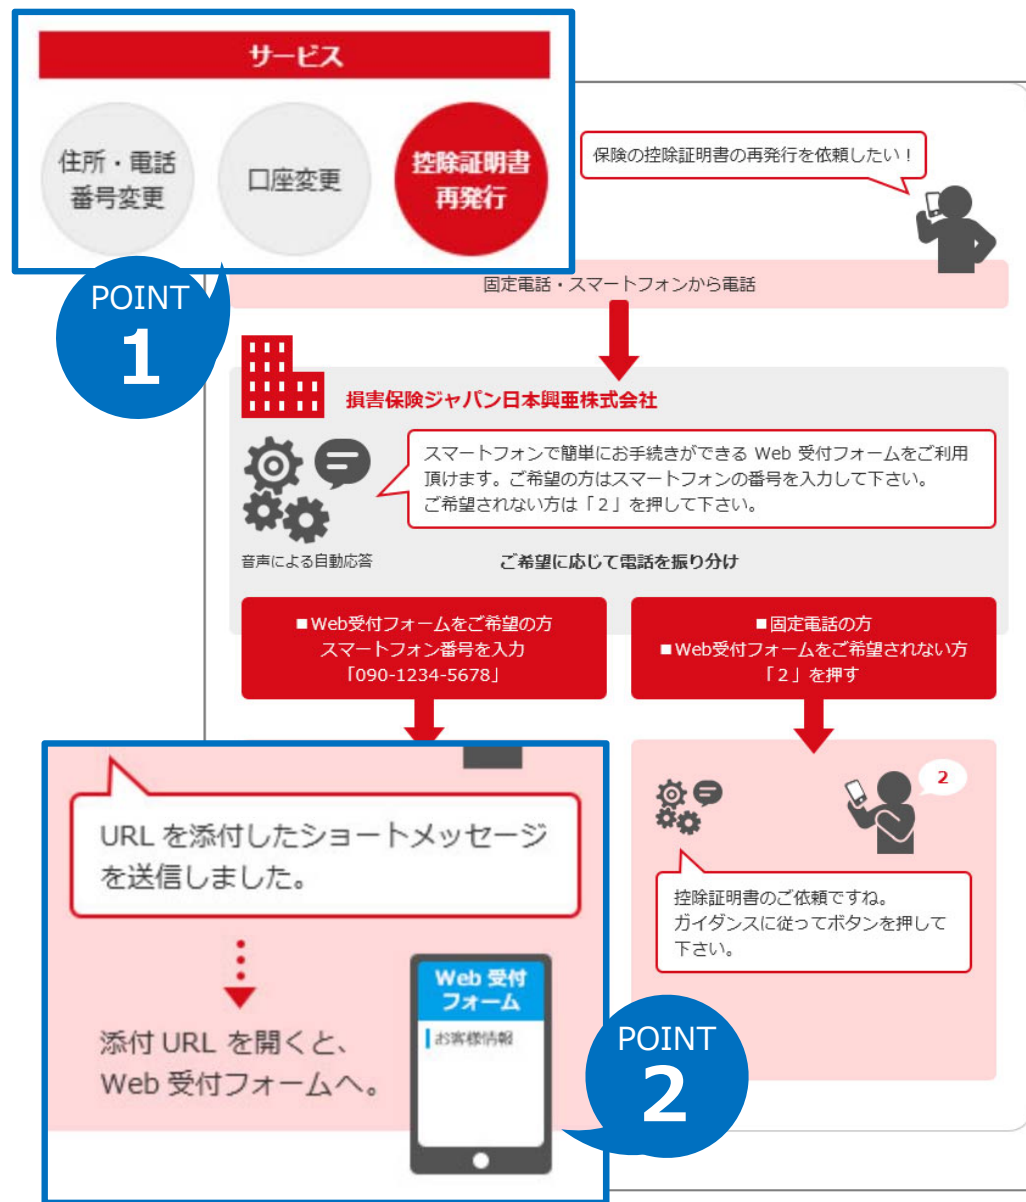 サービス
住所・電話
番号変更
口座変更
控除証明書
再発行
保険の控除証明書の再発行を依頼したい！
POINT
1
固定電話・スマートフォンから電話
損害保険ジャパン日本興亜株式会社
スマートフォンで簡単にお手続きができる Web 受付フォームをご利用
頂けます。ご希望の方はスマートフォンの番号を入力して下さい。
ご希望されない方は「２」を押して下さい。
音声による自動応答
ご希望に応じて電話を振り分け
■Web受付フォームをご希望の方
スマートフォン番号を入力
「090-1234-5678」
■固定電話の方
■Web受付フォームをご希望されない方
「２」を押す
URL を添付したショートメッセージ
を送信しました。
添付 URL を開くと、
Web 受付フォームへ。
Web 受付
フォーム
お客様情報
POINT
2
2
控除証明書のご依頼ですね。
ガイダンスに従ってボタンを押して
下さい。